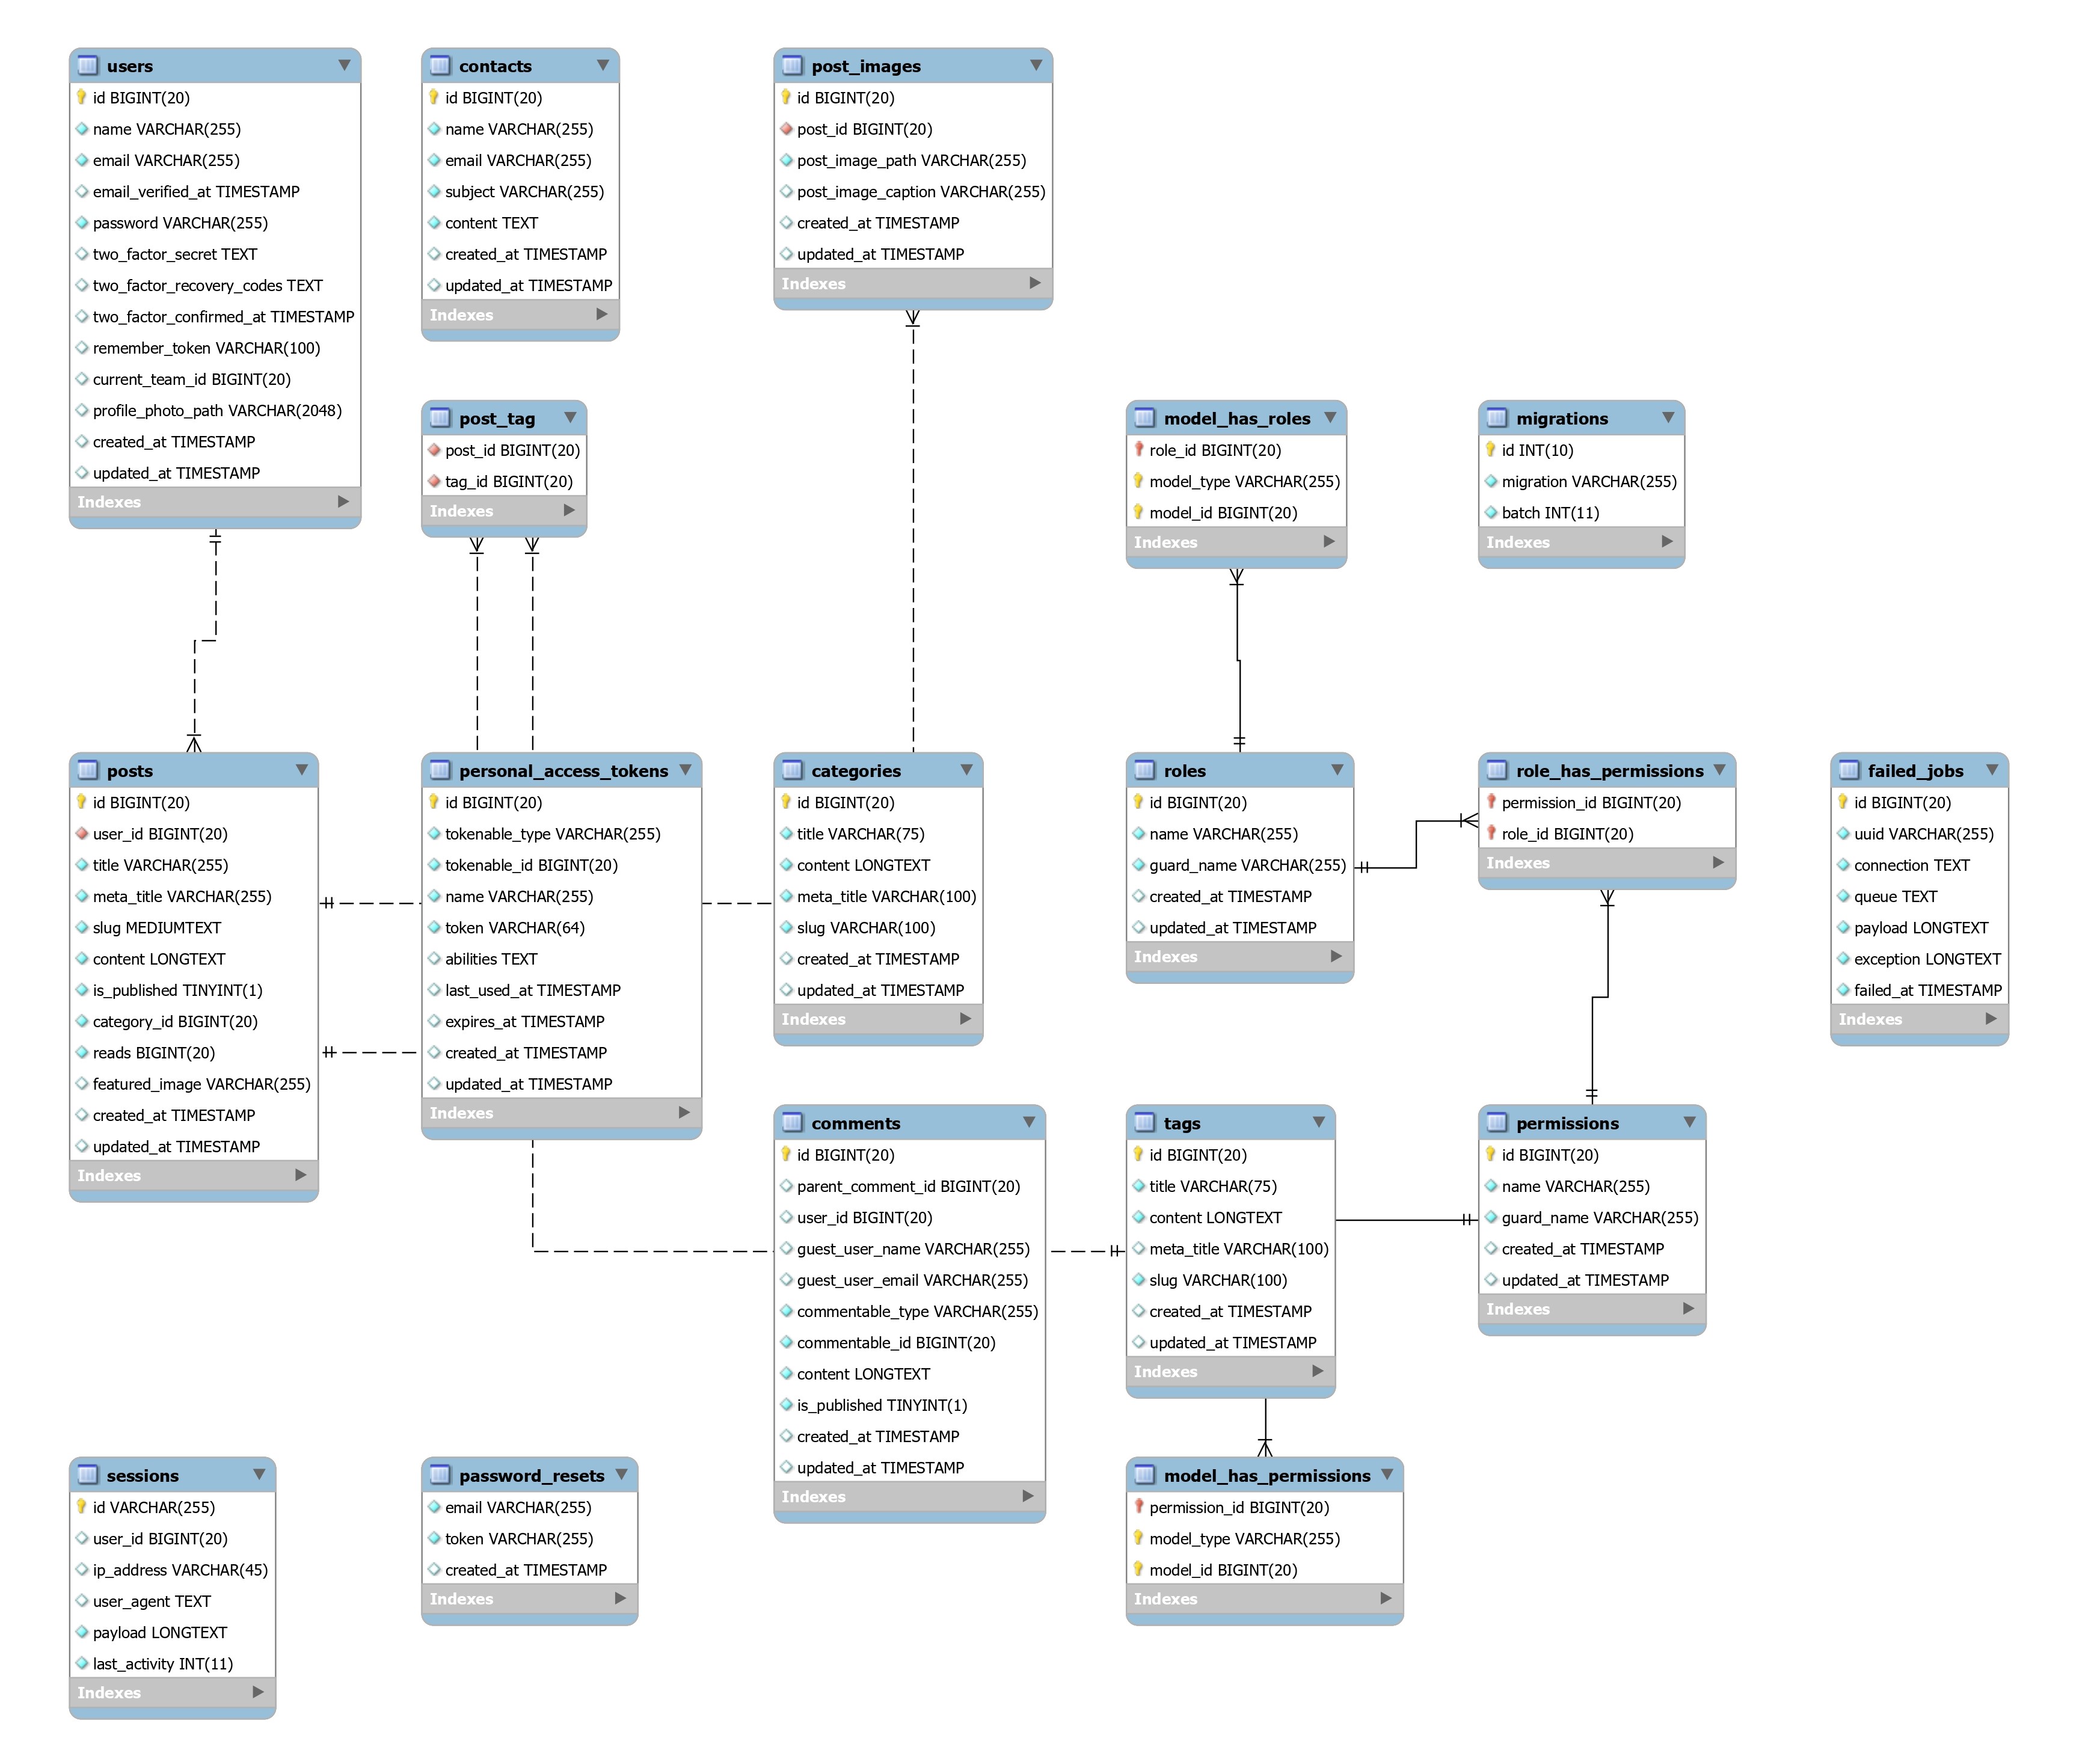 users
id BIGINT(20)
name VARCHAR(255)
email VARCHAR(255)
email_verified_at TIMESTAMP
password VARCHAR(255)
two_factor_secret TEXT
two_factor_recovery_codes TEXT
two_factor_confirmed_at TIMESTAMP
remember_token VARCHAR(100)
current_team_id BIGINT(20)
profile_photo_path VARCHAR(2048)
created_at TIMESTAMP
updated_at TIMESTAMP
Indexes
contacts
id BIGINT(20)
name VARCHAR(255)
email VARCHAR(255)
subject VARCHAR(255)
content TEXT
created_at TIMESTAMP
updated_at TIMESTAMP
Indexes
post_images
id BIGINT(20)
post_id BIGINT(20)
post_image_path VARCHAR(255)
post_image_caption VARCHAR(255)
created_at TIMESTAMP
updated_at TIMESTAMP
Indexes
post_tag
post_id BIGINT(20)
tag_id BIGINT(20)
Indexes
model_has_roles
role_id BIGINT(20)
model_type VARCHAR(255)
model_id BIGINT(20)
Indexes
migrations
id INT(10)
migration VARCHAR(255)
batch INT(11)
Indexes
posts
id BIGINT(20)
user_id BIGINT(20)
title VARCHAR(255)
meta_title VARCHAR(255)
slug MEDIUMTEXT
content LONGTEXT
is_published TINYINT(1)
category_id BIGINT(20)
reads BIGINT(20)
featured_image VARCHAR(255)
created_at TIMESTAMP
updated_at TIMESTAMP
Indexes
personal_access_tokens
id BIGINT(20)
tokenable_type VARCHAR(255)
tokenable_id BIGINT(20)
name VARCHAR(255)
token VARCHAR(64)
abilities TEXT
last_used_at TIMESTAMP
expires_at TIMESTAMP
created_at TIMESTAMP
updated_at TIMESTAMP
Indexes
categories
id BIGINT(20)
title VARCHAR(75)
content LONGTEXT
meta_title VARCHAR(100)
slug VARCHAR(100)
created_at TIMESTAMP
updated_at TIMESTAMP
Indexes
roles
id BIGINT(20)
name VARCHAR(255)
guard_name VARCHAR(255)
created_at TIMESTAMP
updated_at TIMESTAMP
Indexes
role_has_permissions
permission_id BIGINT(20)
role_id BIGINT(20)
Indexes
failed_jobs
id BIGINT(20)
uuid VARCHAR(255)
connection TEXT
queue TEXT
payload LONGTEXT
exception LONGTEXT
failed_at TIMESTAMP
Indexes
comments
id BIGINT(20)
parent_comment_id BIGINT(20)
user_id BIGINT(20)
guest_user_name VARCHAR(255)
guest_user_email VARCHAR(255)
commentable_type VARCHAR(255)
commentable_id BIGINT(20)
content LONGTEXT
is_published TINYINT(1)
created_at TIMESTAMP
updated_at TIMESTAMP
Indexes
tags
id BIGINT(20)
title VARCHAR(75)
content LONGTEXT
meta_title VARCHAR(100)
slug VARCHAR(100)
created_at TIMESTAMP
updated_at TIMESTAMP
Indexes
permissions
id BIGINT(20)
name VARCHAR(255)
guard_name VARCHAR(255)
created_at TIMESTAMP
updated_at TIMESTAMP
Indexes
sessions
id VARCHAR(255)
user_id BIGINT(20)
ip_address VARCHAR(45)
user_agent TEXT
payload LONGTEXT
last_activity INT(11)
Indexes
password_resets
email VARCHAR(255)
token VARCHAR(255)
created_at TIMESTAMP
Indexes
model_has_permissions
permission_id BIGINT(20)
model_type VARCHAR(255)
model_id BIGINT(20)
Indexes